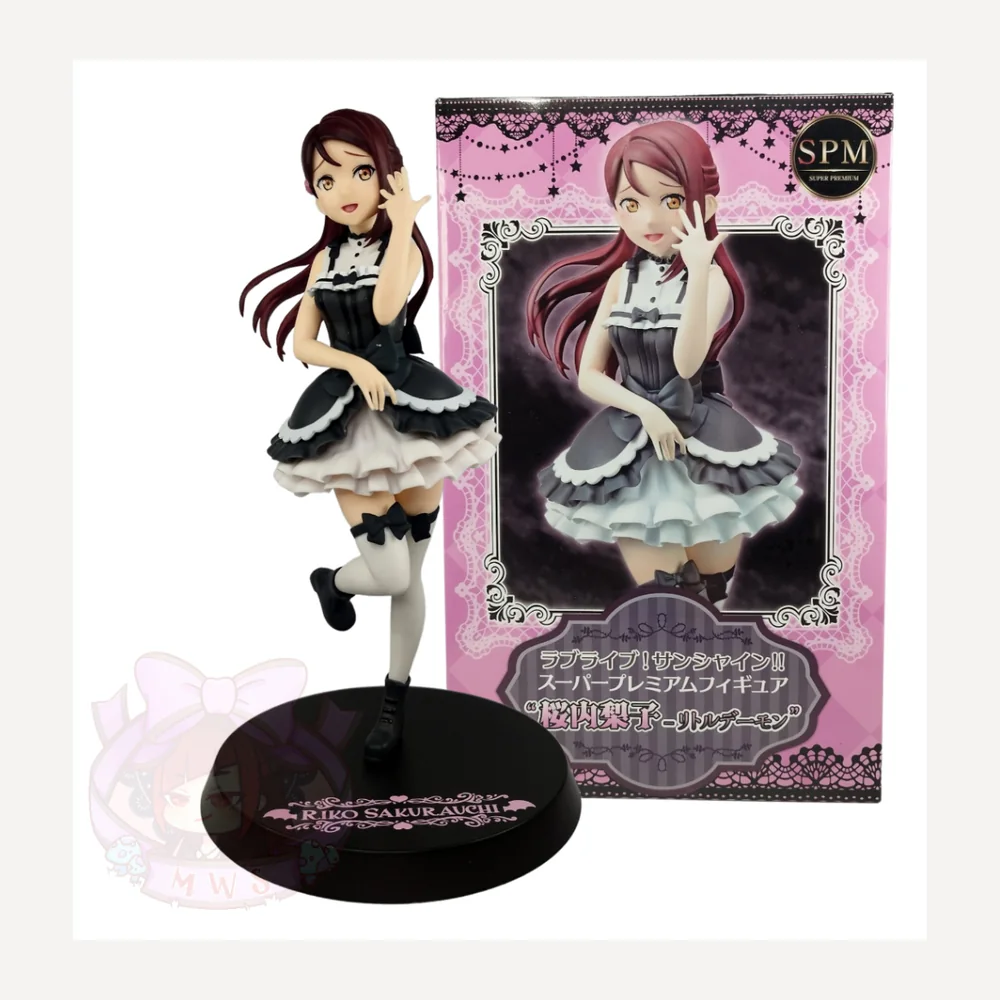 SPM
SUPER PREMIUM
ラブライブ！サンシャイン!!
スーパープレミアムフィギュア
“桜内梨子-リトルデーモン”
RIKO SAKURAUCHI
MWS